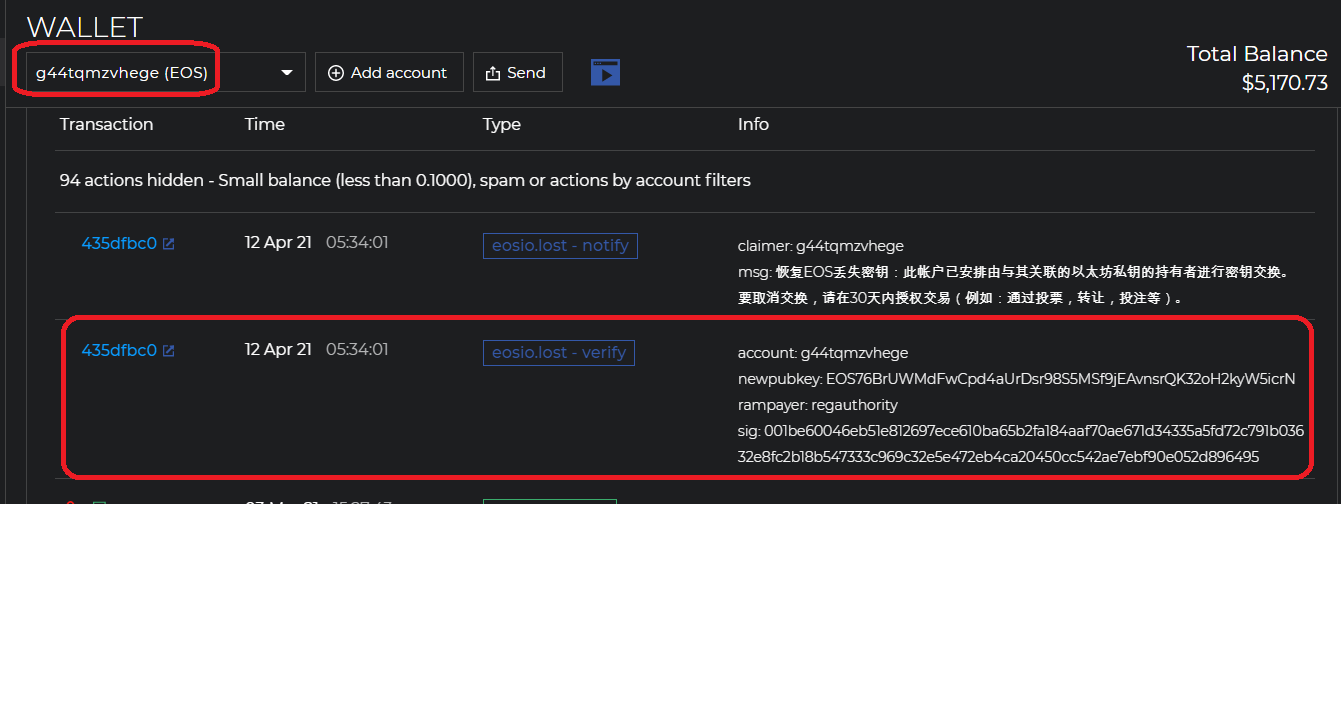 WALLET
g44tqmzvhege (EOS)
Add account
Send
Total Balance
$5,170.73
Transaction Time Type Info
94 actions hidden - Small balance (less than 0.1000), spam or actions by account filters
435dfbc0 12 Apr 21 05:34:01 eosio.lost - notify
claimer: g44tqmzvhege
msg: 恢复EOS丢失密钥：此帐户已安排由与其关联的以太坊私钥的持有者进行密钥交换。
要取消交换，请在30天内授权交易（例如：通过投票，转让，投注等）。
435dfbc0 12 Apr 21 05:34:01 eosio.lost - verify
account: g44tqmzvhege
newpubkey: EOS76BrUWMdFwCpd4aUrDsr98S5MSf9jEAvnsrQK32oH2kyW5icrN
rampayer: regauthority
sig: 001be60046eb51e812697ece610ba65b2fa184aaf70ae671d34335a5fd72c791b036
32e8fc2b18b547333c969c32e5e472eb4ca20450cc542ae7ebf90e052d896495